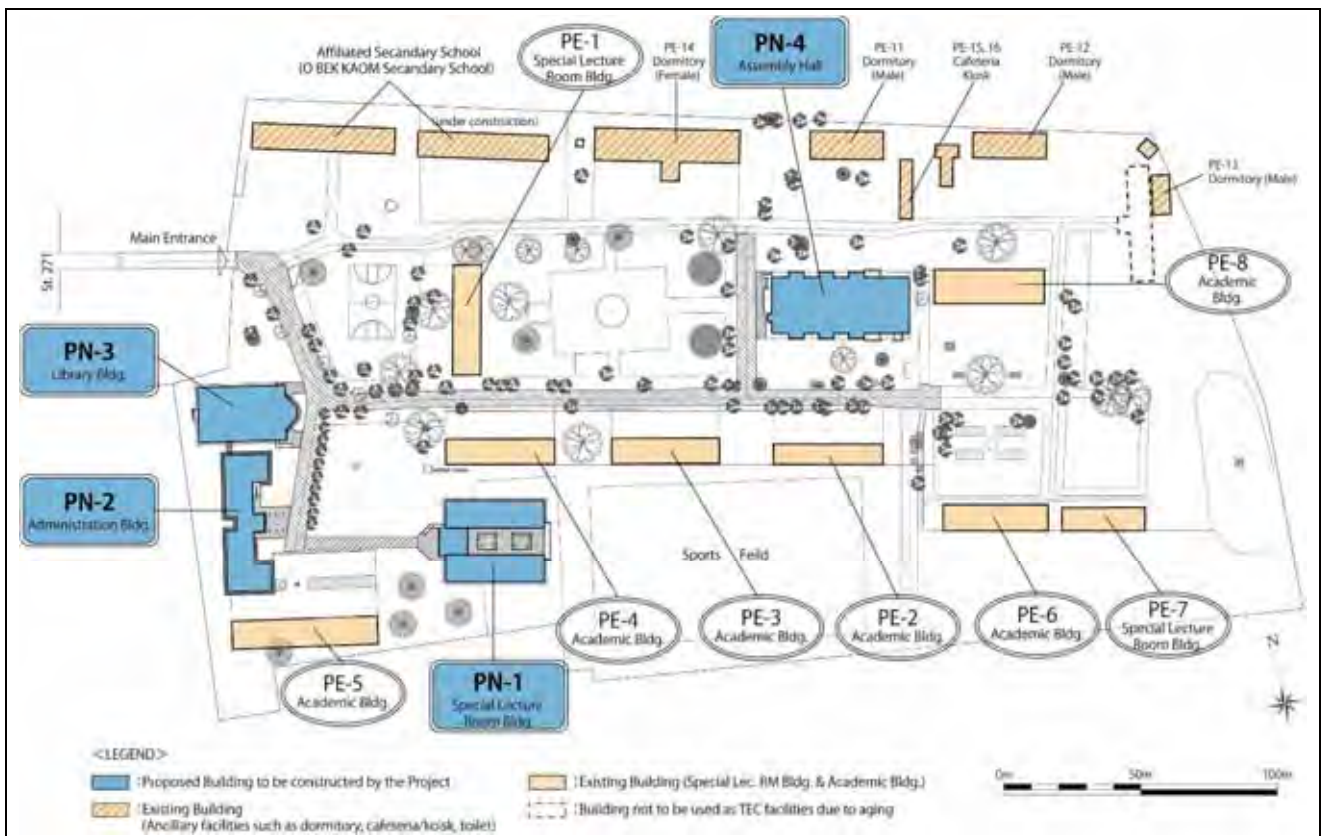 Affiliated Secandary School
(O BEK KAOM Secandary School)
PE-1
Special Lecture
Room Bldg.
PE-14
Dormitory
(Female)
PN-4
Assembly Hall
PE-11
Dormitory
(Male)
PE-15, 16
Cafeteria
Klosk
PE-12
Dormitory
(Male)
(under construction)
PE-13
Dormitory (Male)
St. 271
Main Entrance
PE-8
Academic
Bldg.
PN-3
Library Bldg.
PN-2
Administration Bldg.
Sports Feild
PE-4
Academic Bldg.
PE-3
Academic Bldg.
PE-2
Academic Bldg.
PE-6
Academic Bldg.
PE-7
Special Lecture
Room Bldg.
PE-5
Academic Bldg.
PN-1
Special Lecture
Room Bldg.
N
<LEGEND>
:Proposed Building to be constructed by the Project
:Existing Building
(Ancillary facilities such as dormitory, cafeteria/koisk, toilet)
:Existing Building (Special Lec. RM Bldg. & Academic Bldg.)
:Building not to be used as TEC facilities due to aging
0m 50m 100m